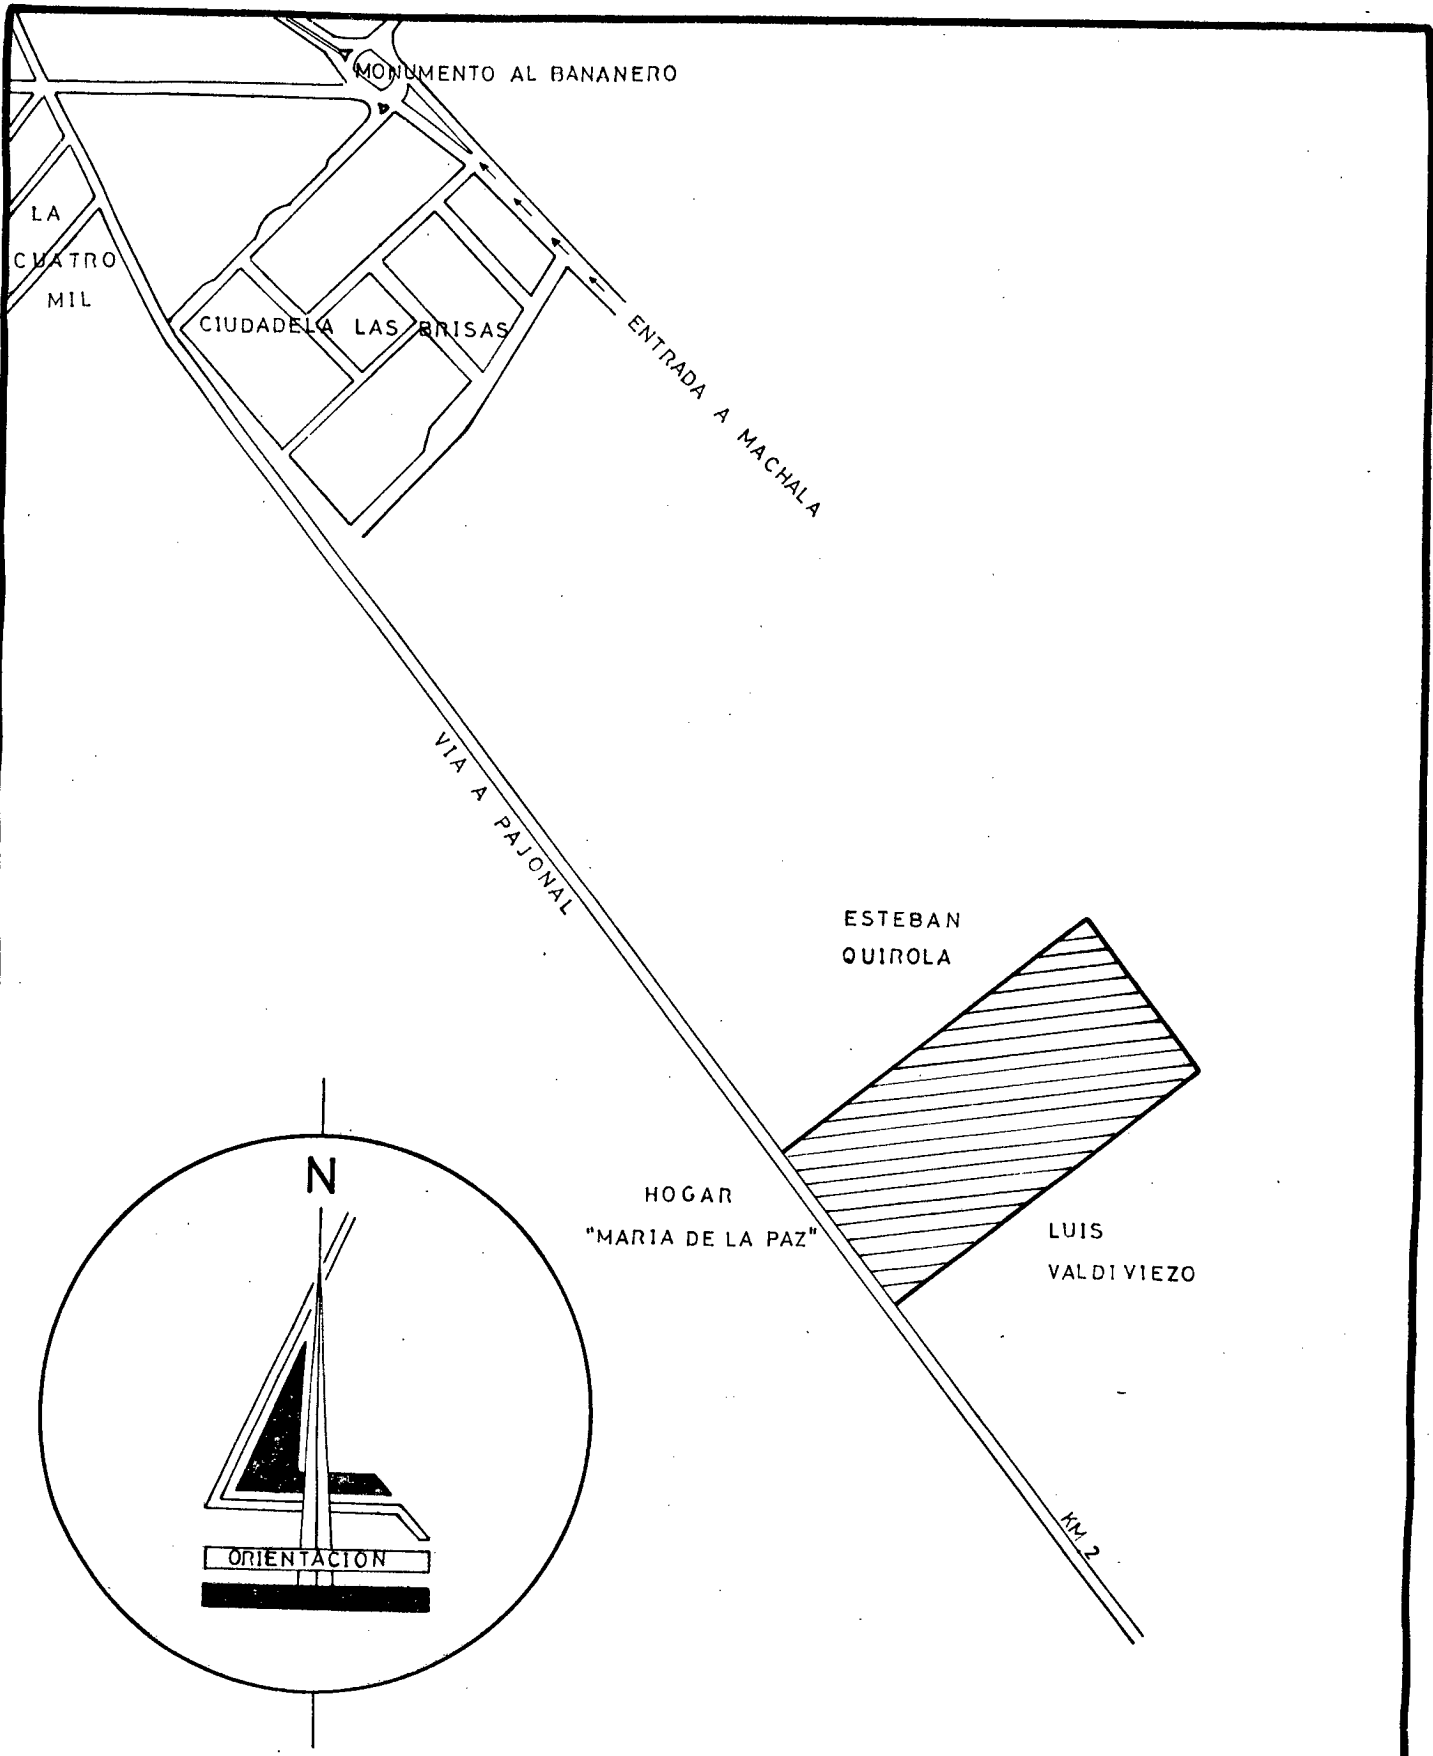 MONUMENTO AL BANANERO
LA
CUATRO
MIL
CIUDADELA LAS BRISAS
ENTRADA A MACHALA
VIA A PAJONAL
ESTEBAN
QUIROLA
HOGAR
"MARIA DE LA PAZ"
LUIS
VALDIVIEZO
KM 2
N
ORIENTACION